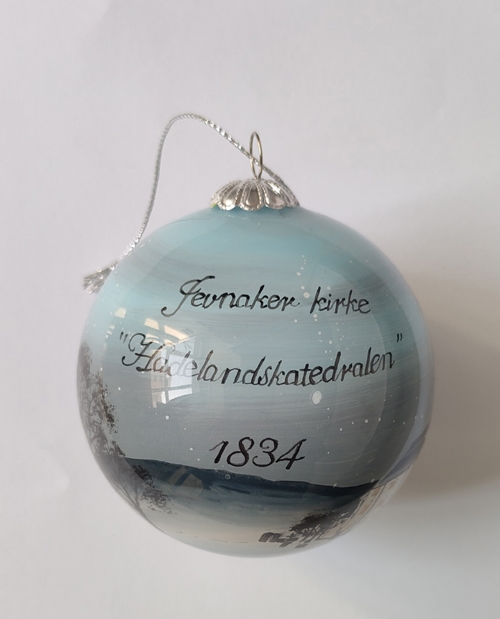 Jevnaker kirke
"Hadelandskatedralen"
1834